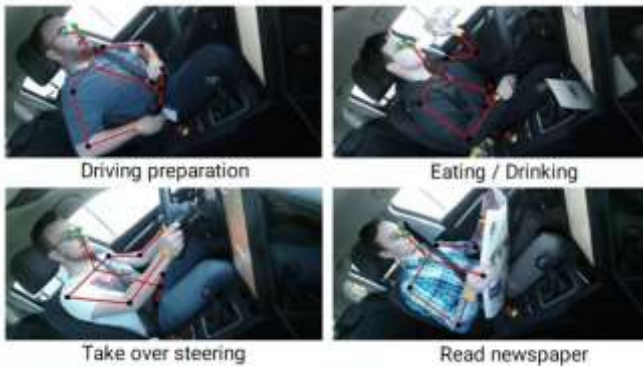 Driving preparation
Eating / Drinking
Take over steering
Read newspaper